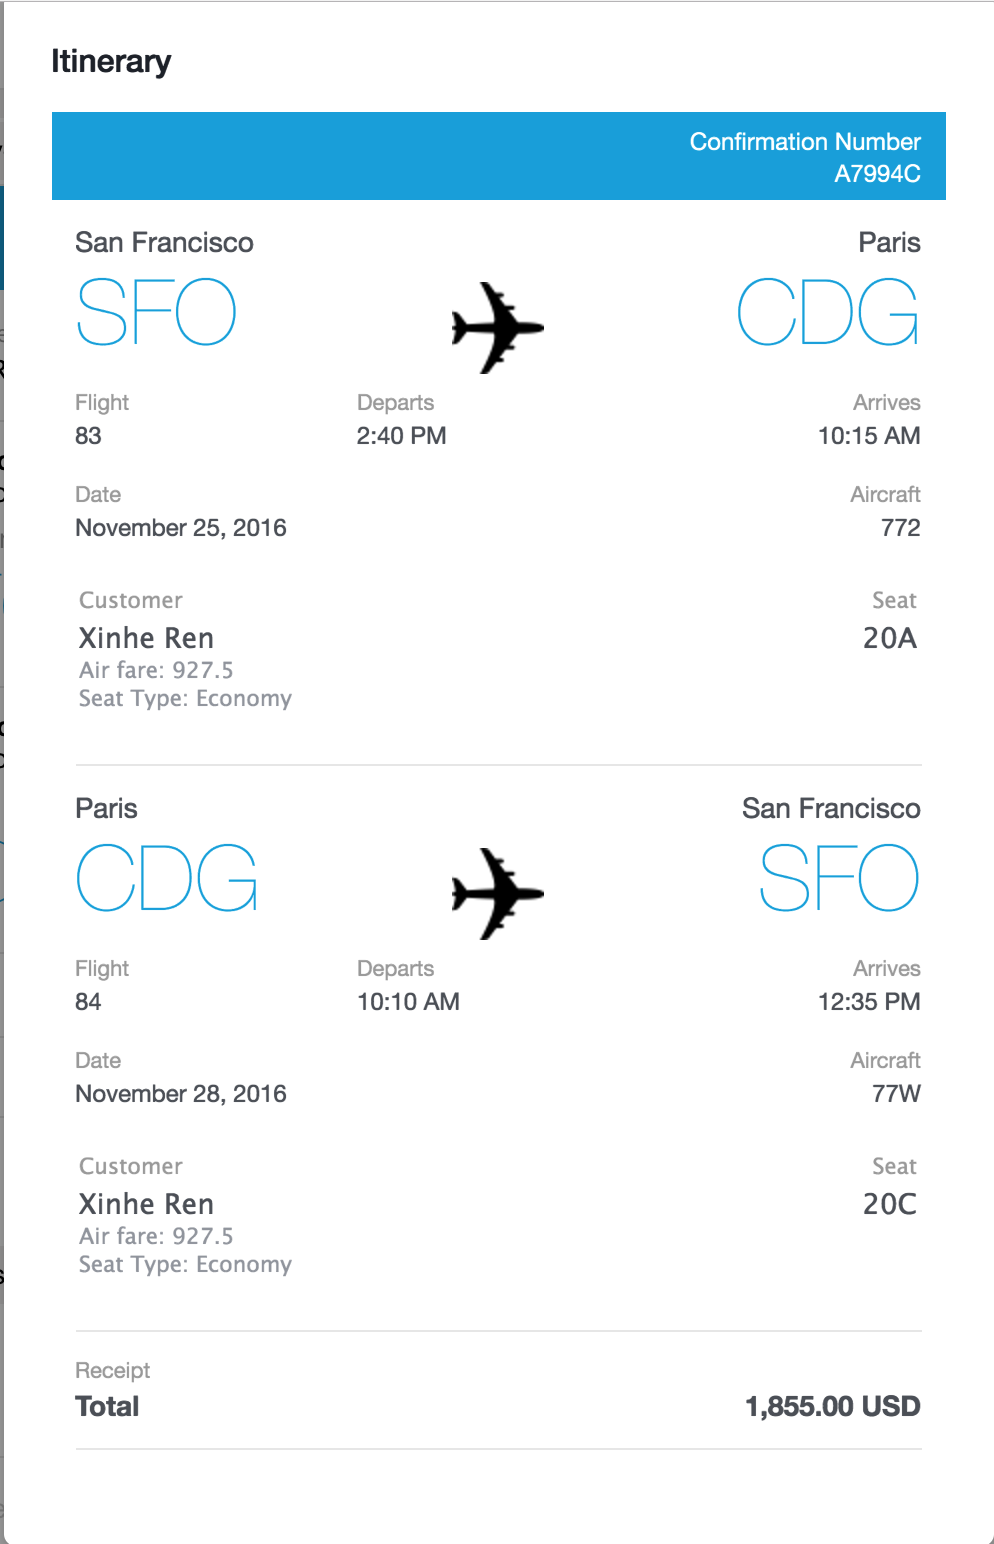 Itinerary
Confirmation Number
A7994C
San Francisco Paris
SFO CDG
Flight Departs Arrives
83 2:40 PM 10:15 AM
Date Aircraft
November 25, 2016 772
Customer Seat
Xinhe Ren 20A
Air fare: 927.5
Seat Type: Economy
Paris San Francisco
CDG SFO
Flight Departs Arrives
84 10:10 AM 12:35 PM
Date Aircraft
November 28, 2016 77W
Customer Seat
Xinhe Ren 20C
Air fare: 927.5
Seat Type: Economy
Receipt
Total 1,855.00 USD